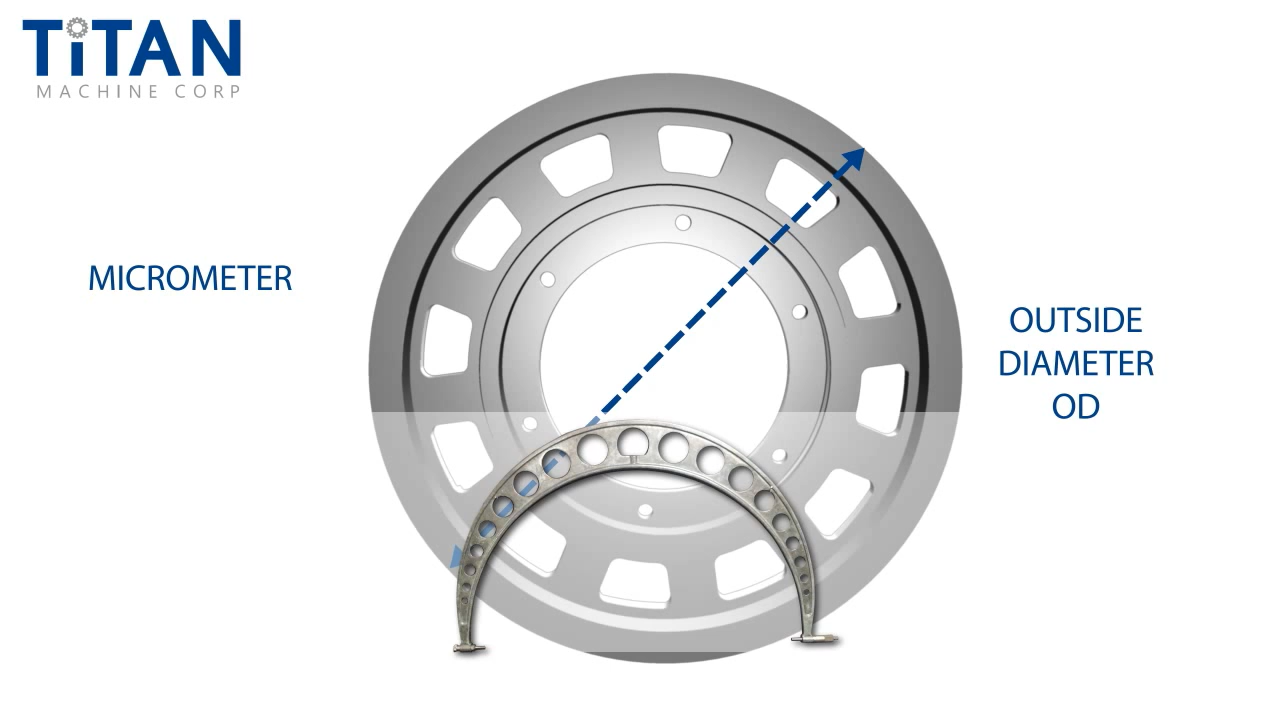 TiTAN
MACHINE CORP
MICROMETER
OUTSIDE
DIAMETER
OD